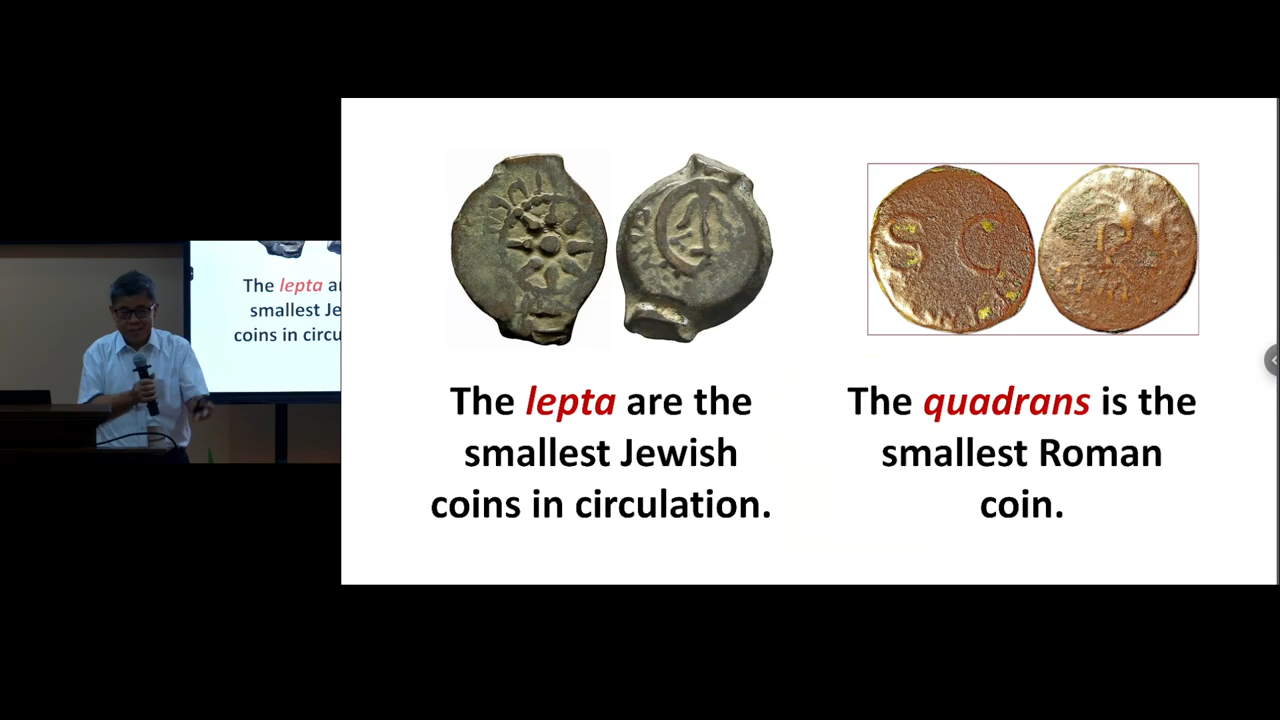 The lepta ar
smallest Je
coins in circu
The lepta are the
smallest Jewish
coins in circulation.
S C
The quadrans is the
smallest Roman
coin.